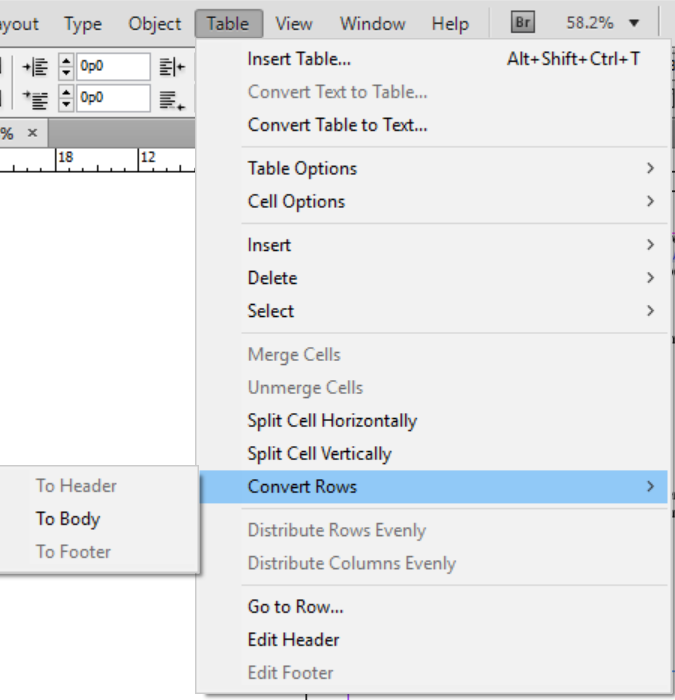 ayout Type Object Table View Window Help Br 58.2%
0p0
0p0
% ×
18 12
Insert Table... Alt+Shift+Ctrl+T
Convert Text to Table...
Convert Table to Text...
Table Options
Cell Options
Insert
Delete
Select
Merge Cells
Unmerge Cells
Split Cell Horizontally
Split Cell Vertically
Convert Rows
To Header
To Body
To Footer
Distribute Rows Evenly
Distribute Columns Evenly
Go to Row...
Edit Header
Edit Footer